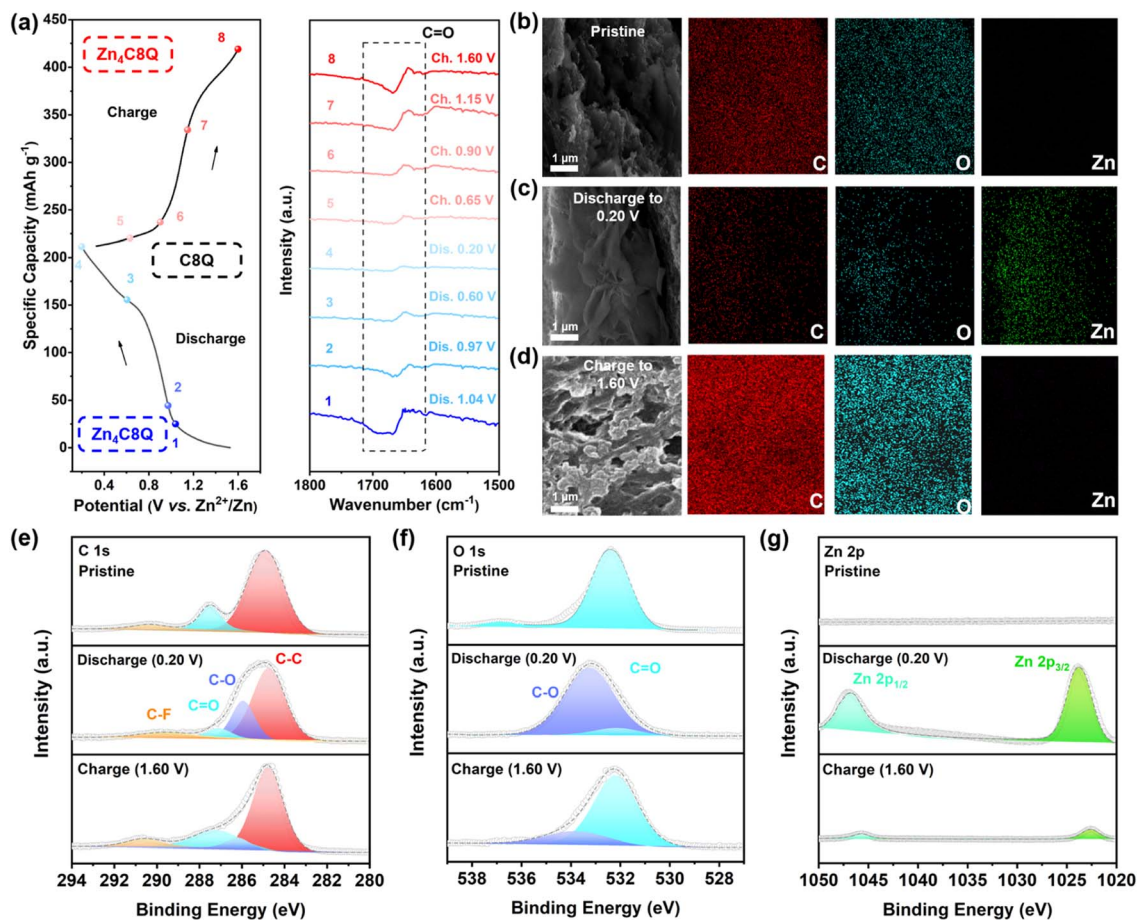 (a)
Specific Capacity (mAh g⁻¹)
450
400
350
300
250
200
150
100
50
0
Zn₄C8Q
8
Charge
7
6
5
4
C8Q
3
Discharge
2
Zn₄C8Q
1
0.4
0.8
1.2
1.6
Potential (V vs. Zn²⁺/Zn)
Intensity (a.u.)
C=O
8
Ch. 1.60 V
7
Ch. 1.15 V
6
Ch. 0.90 V
5
Ch. 0.65 V
4
Dis. 0.20 V
3
Dis. 0.60 V
2
Dis. 0.97 V
1
Dis. 1.04 V
1800
1700
1600
1500
Wavenumber (cm⁻¹)
(b)
Pristine
1 μm
C
O
Zn
(c)
Discharge to
0.20 V
1 μm
C
O
Zn
(d)
Charge to
1.60 V
1 μm
C
O
Zn
(e)
Intensity (a.u.)
C 1s
Pristine
Discharge (0.20 V)
C-C
C-O
C=O
C-F
Charge (1.60 V)
294
292
290
288
286
284
282
280
Binding Energy (eV)
(f)
Intensity (a.u.)
O 1s
Pristine
Discharge (0.20 V)
C=O
C-O
Charge (1.60 V)
538
536
534
532
530
528
Binding Energy (eV)
(g)
Intensity (a.u.)
Zn 2p
Pristine
Discharge (0.20 V)
Zn 2p₃/₂
Zn 2p₁/₂
Charge (1.60 V)
1050
1045
1040
1035
1030
1025
1020
Binding Energy (eV)